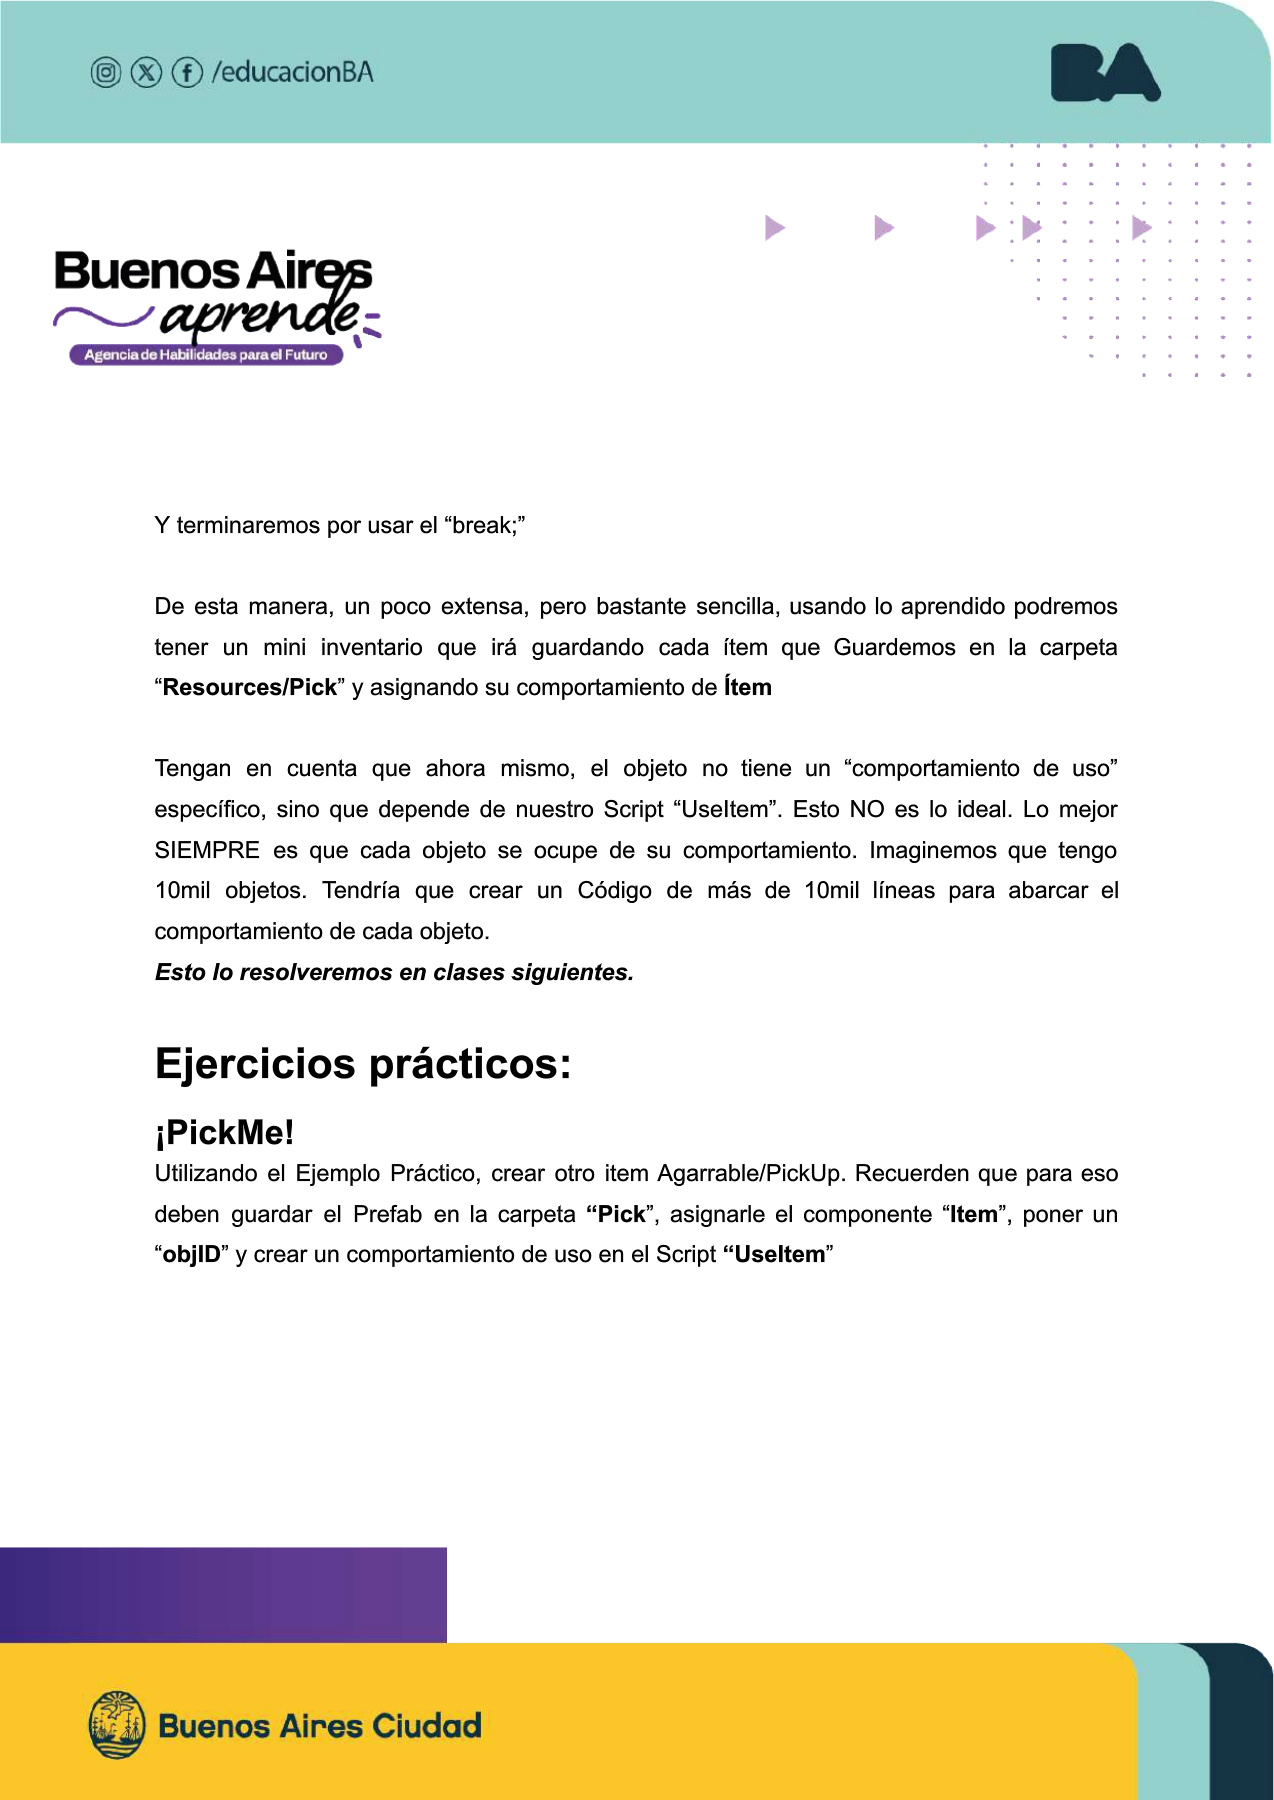 /educacionBA
BA
Buenos Aires
aprende
Agencia de Habilidades para el Futuro
Y terminaremos por usar el “break;”
De esta manera, un poco extensa, pero bastante sencilla, usando lo aprendido podremos
tener un mini inventario que irá guardando cada ítem que Guardemos en la carpeta
“Resources/Pick” y asignando su comportamiento de Ítem
Tengan en cuenta que ahora mismo, el objeto no tiene un “comportamiento de uso”
específico, sino que depende de nuestro Script “UseItem”. Esto NO es lo ideal. Lo mejor
SIEMPRE es que cada objeto se ocupe de su comportamiento. Imaginemos que tengo
10mil objetos. Tendría que crear un Código de más de 10mil líneas para abarcar el
comportamiento de cada objeto.
Esto lo resolveremos en clases siguientes.
Ejercicios prácticos:
¡PickMe!
Utilizando el Ejemplo Práctico, crear otro item Agarrable/PickUp. Recuerden que para eso
deben guardar el Prefab en la carpeta “Pick”, asignarle el componente “Item”, poner un
“objID” y crear un comportamiento de uso en el Script “UseItem”
Buenos Aires Ciudad